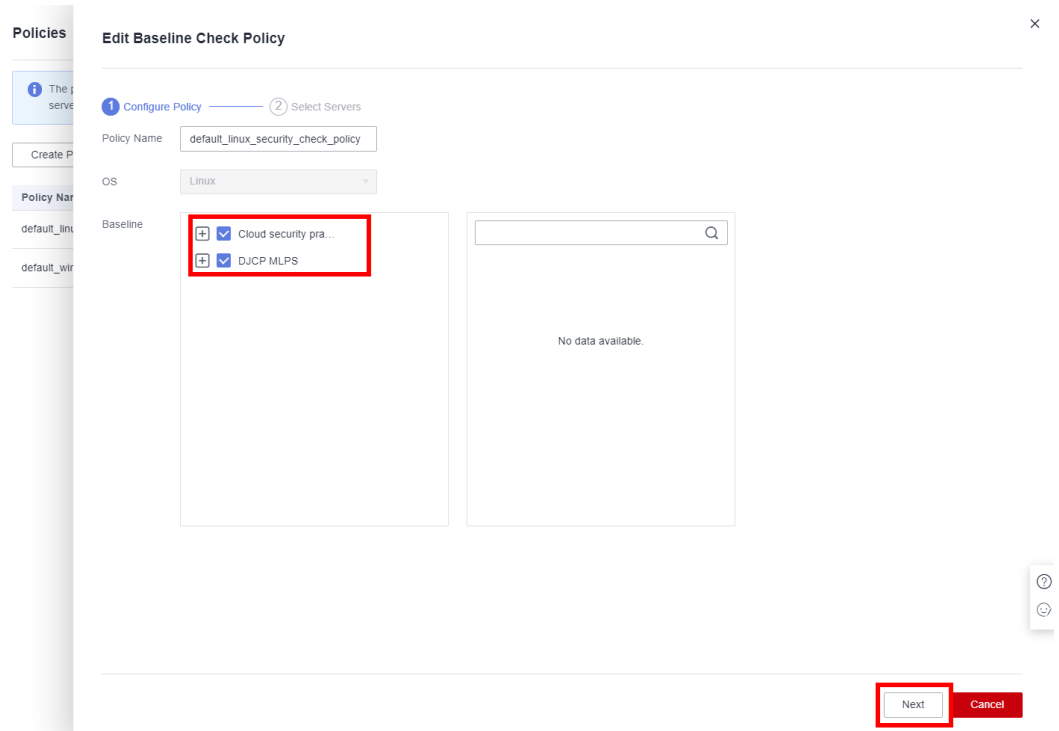 Policies
Edit Baseline Check Policy
The p
serve
1 Configure Policy
2 Select Servers
Create P
Policy Name
default_linux_security_check_policy
OS
Linux
Policy Nar
Baseline
default_linu
Cloud security pra...
DJCP MLPS
default_wir
No data available.
Next
Cancel